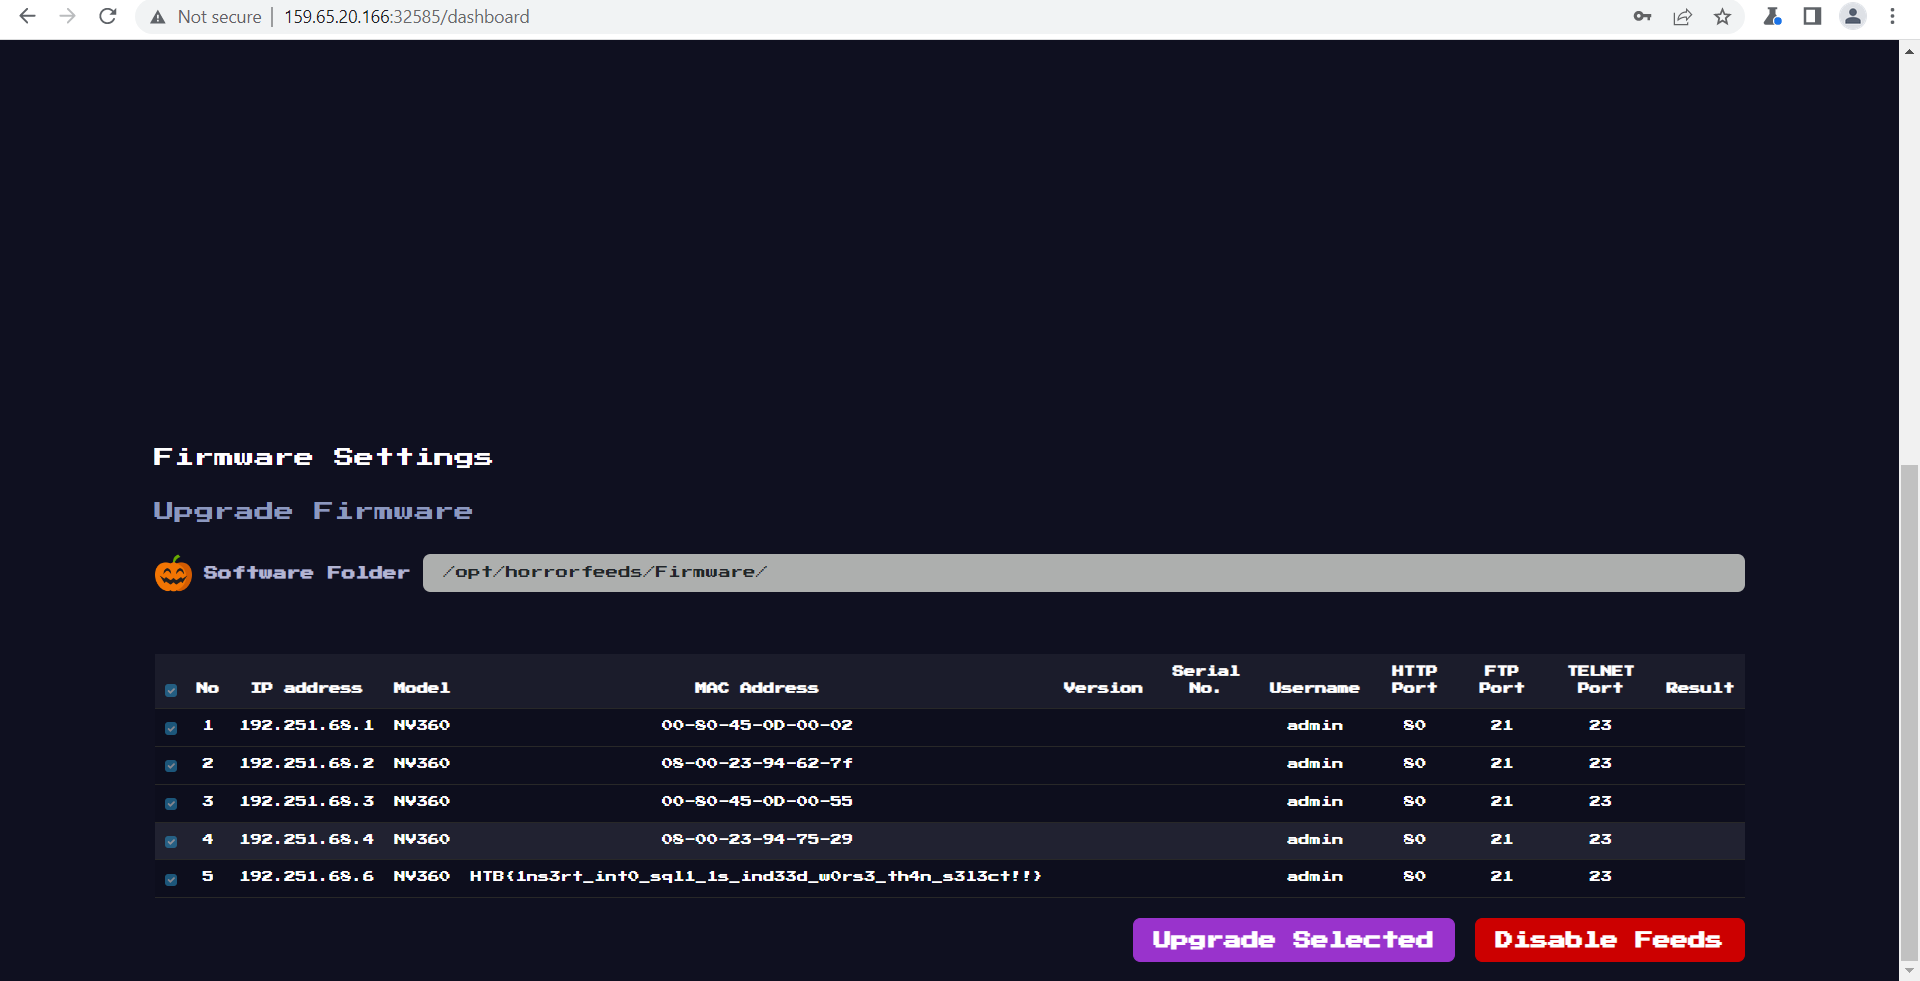 Not secure | 159.65.20.166:32585/dashboard
Firmware Settings
Upgrade Firmware
Software Folder /opt/horrorfeeds/Firmware/
No IP address Model MAC Address Version Serial No. Username HTTP Port FTP Port TELNET Port Result
1 192.251.68.1 NV360 00-80-45-0D-00-02 admin 80 21 23
2 192.251.68.2 NV360 08-00-23-94-62-7f admin 80 21 23
3 192.251.68.3 NV360 00-80-45-0D-00-55 admin 80 21 23
4 192.251.68.4 NV360 08-00-23-94-75-29 admin 80 21 23
5 192.251.68.6 NV360 HTB{1ns3rt_int0_sql1_1s_ind33d_w0rs3_th4n_s3l3ct!!} admin 80 21 23
Upgrade Selected Disable Feeds